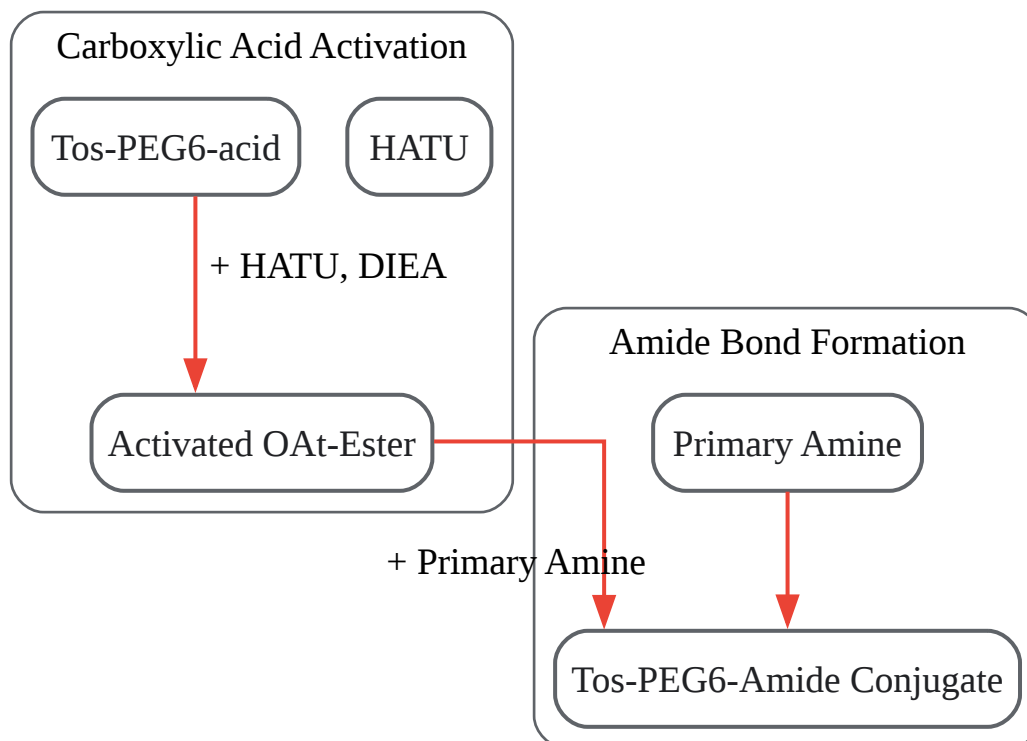 Carboxylic Acid Activation
Tos-PEG6-acid
HATU
+ HATU, DIEA
Activated OAt-Ester
Amide Bond Formation
Primary Amine
+ Primary Amine
Tos-PEG6-Amide Conjugate